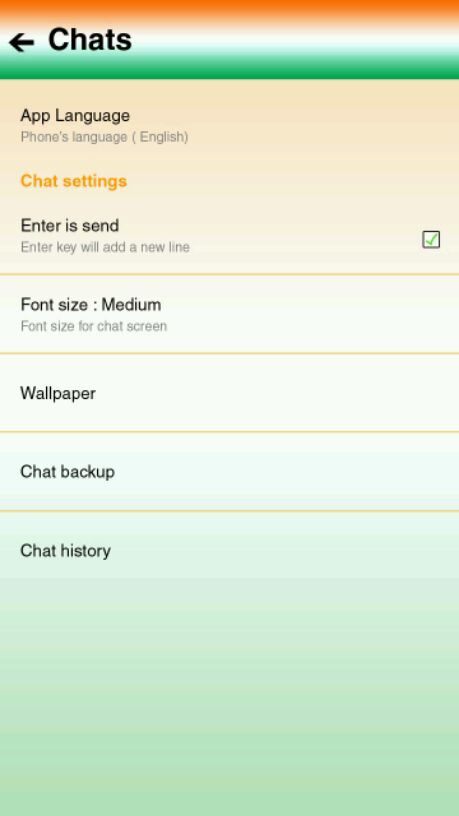 Chats
App Language
Phone's language ( English)
Chat settings
Enter is send
Enter key will add a new line
Font size : Medium
Font size for chat screen
Wallpaper
Chat backup
Chat history